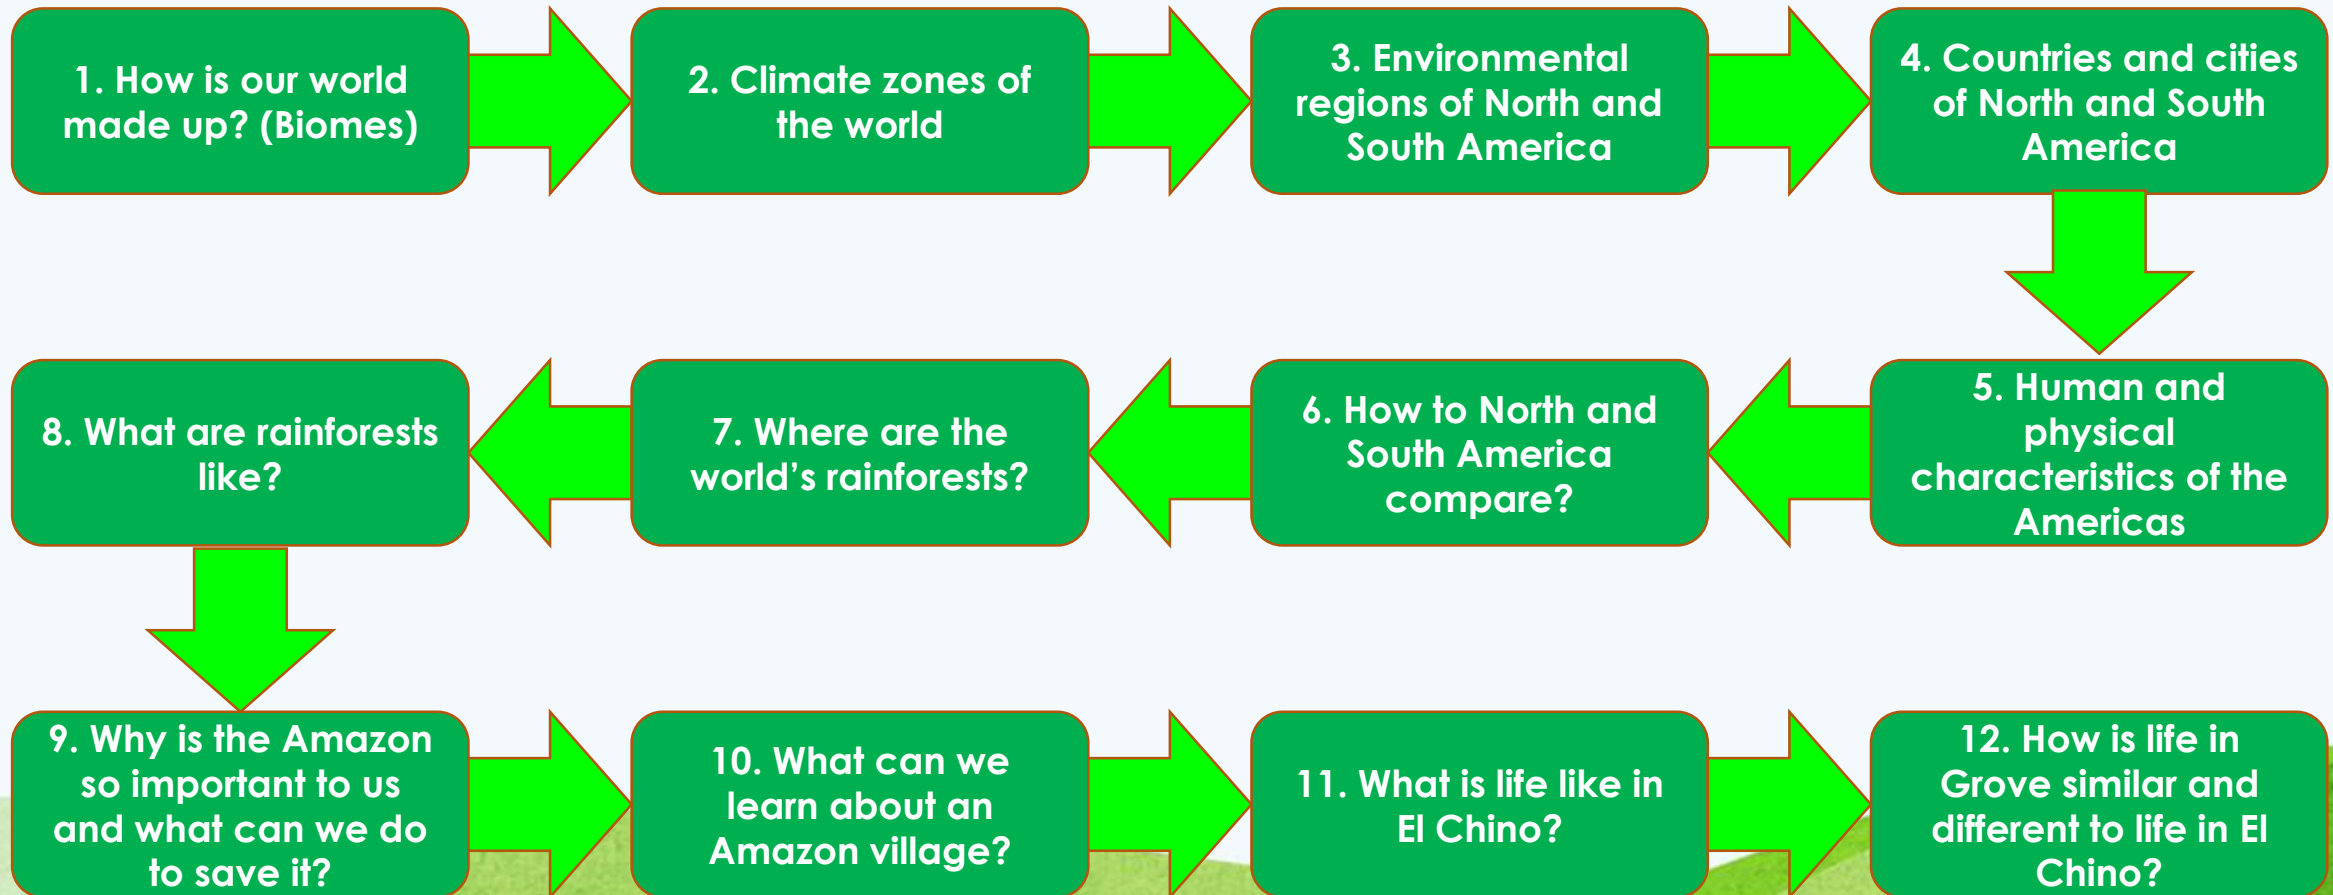 1. How is our world
made up? (Biomes)
2. Climate zones of
the world
3. Environmental
regions of North and
South America
4. Countries and cities
of North and South
America
5. Human and
physical
characteristics of the
Americas
6. How to North and
South America
compare?
7. Where are the
world’s rainforests?
8. What are rainforests
like?
9. Why is the Amazon
so important to us
and what can we do
to save it?
10. What can we
learn about an
Amazon village?
11. What is life like in
El Chino?
12. How is life in
Grove similar and
different to life in El
Chino?